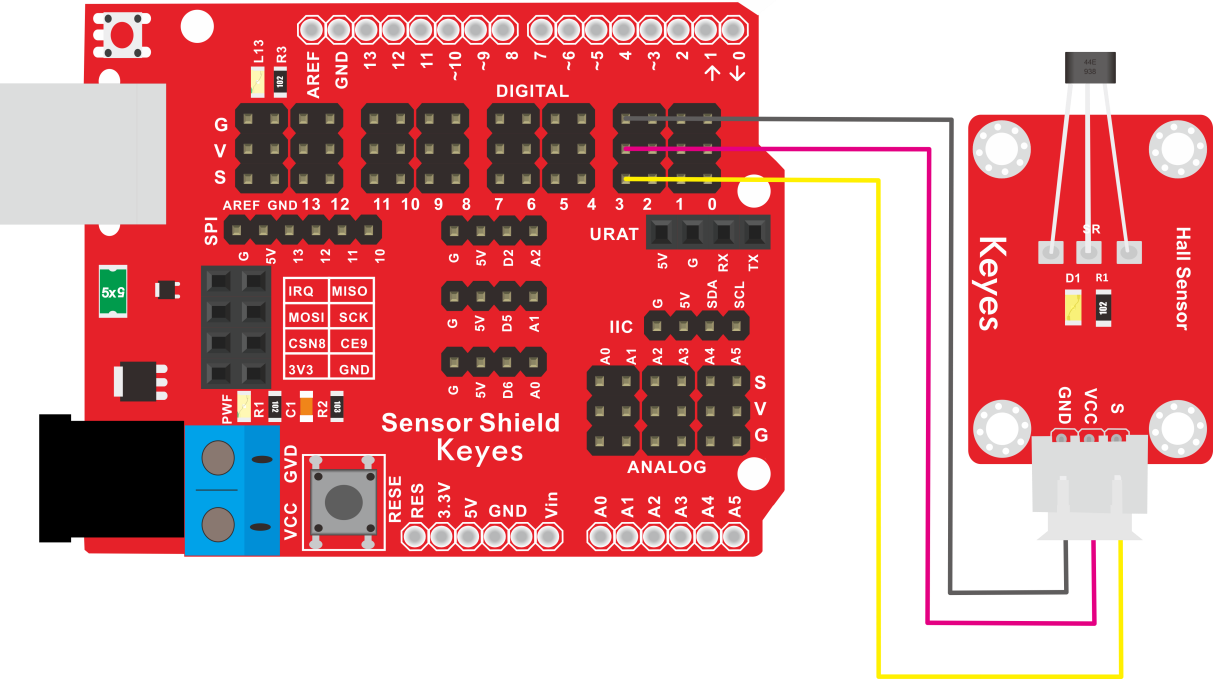 L13
R3
AREF
GND
13
12
11
~10
~9
8
7
~6
~5
4
3
2
↑1
↓0
DIGITAL
G
V
S
AREF GND 13 12 11 10 9 8 7 6 5 4 3 2 1 0
102
SPI
G
5V
13
12
11
10
G
5V
D2
A2
URAT
5V
G
RX
TX
5x5
IRQ MISO
MOSI SCK
CSN8 CE9
3V3 GND
G
5V
D5
A1
IIC
G
5V
SDA
SCL
G
5V
D6
A0
A0
A1
A2
A3
A4
A5
S
V
G
ANALOG
PWF
R1
102
C1
R2
103
Sensor Shield
Keyes
GVD
VCC
RESE
RES
3.3V
5V
GND
Vin
A0
A1
A2
A3
A4
A5
44E
938
SR
Keyes
Hall Sensor
D1
R1
102
GND
VCC
S